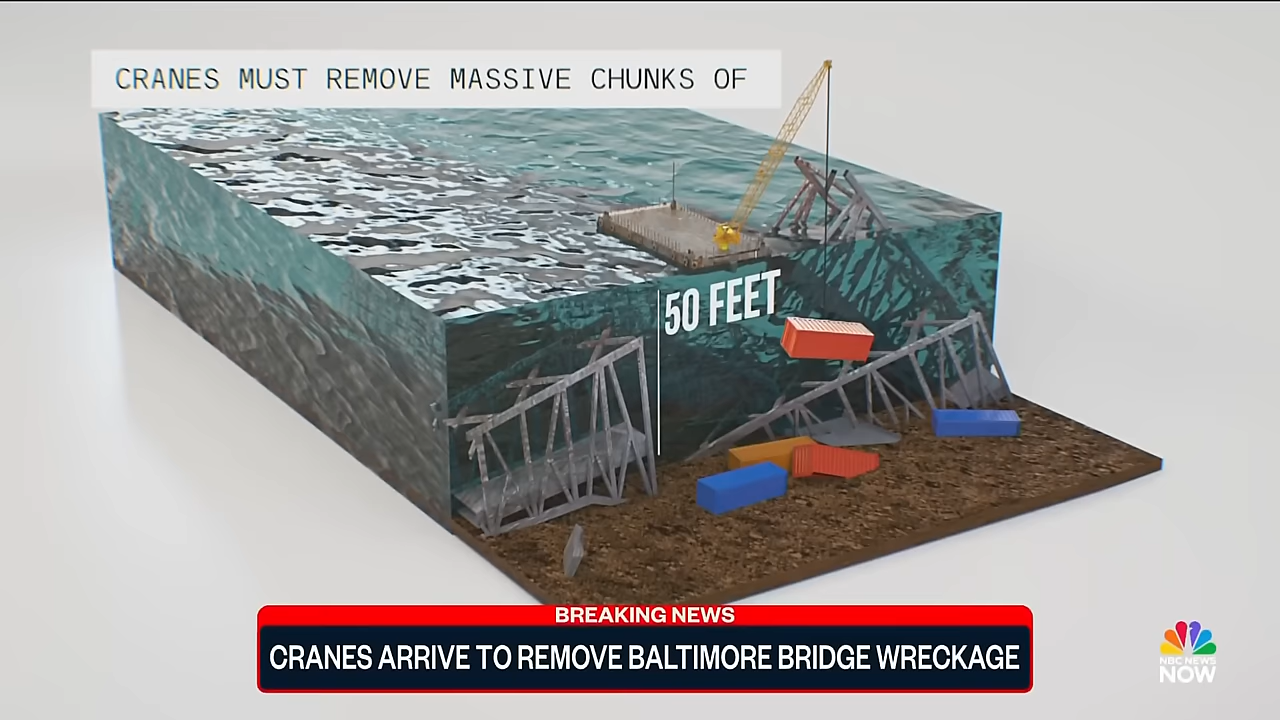 CRANES MUST REMOVE MASSIVE CHUNKS OF
50 FEET
BREAKING NEWS
CRANES ARRIVE TO REMOVE BALTIMORE BRIDGE WRECKAGE
NBC NEWS
NOW